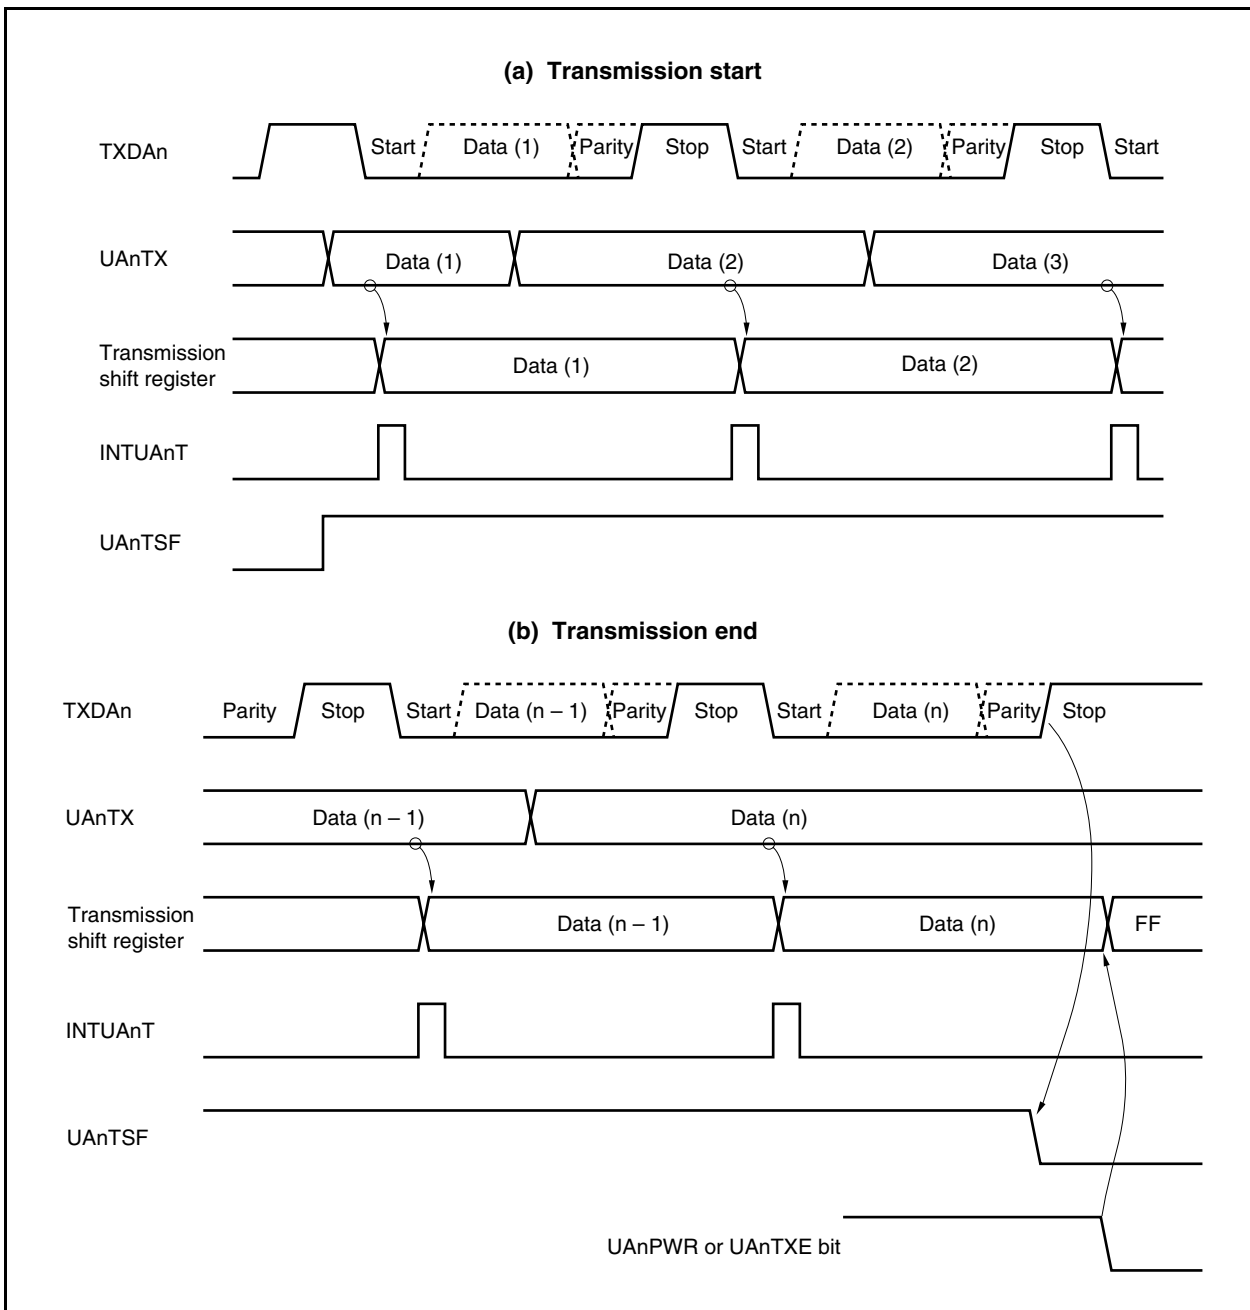 (a) Transmission start
TXDAn
Start Data (1) Parity Stop Start Data (2) Parity Stop Start
UAnTX
Data (1) Data (2) Data (3)
Transmission
shift register
Data (1) Data (2)
INTUAnT
UAnTSF
(b) Transmission end
TXDAn
Parity Stop Start Data (n – 1) Parity Stop Start Data (n) Parity Stop
UAnTX
Data (n – 1) Data (n)
Transmission
shift register
Data (n – 1) Data (n) FF
INTUAnT
UAnTSF
UAnPWR or UAnTXE bit